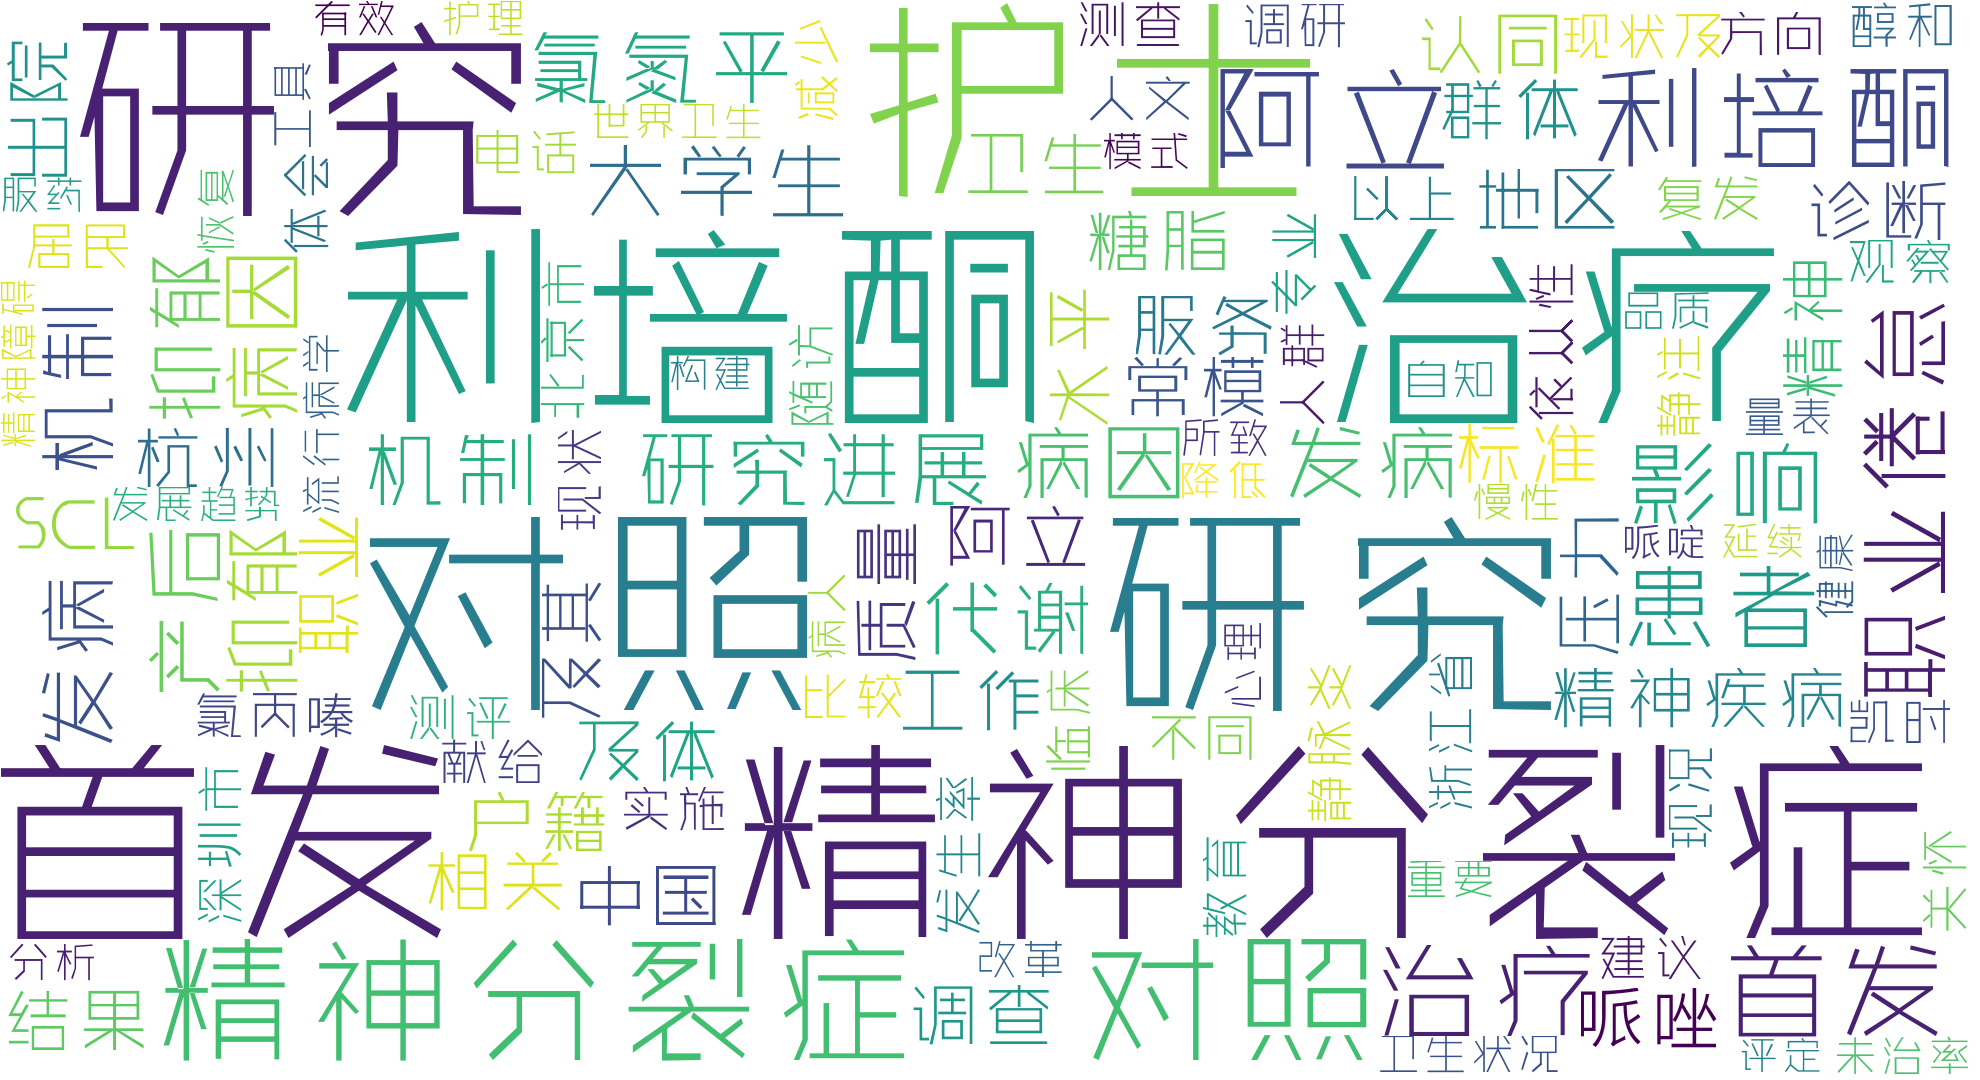 研究
有效
护理
氯氮平
减少
护士
测查
调研
认同
现状及
方向
醇和
出院
工具
电话
世界卫生
大学生
卫生
人文
模式
阿立
利培酮
群体
服药
恢复
体会
以上
地区
复发
诊断
居民
利培酮
糖脂
专业
治疗
观察
精神障碍
机制
抑郁
病因
北京市
水平
服务
常模
人群
依从性
品质
静注
精神
倦怠
病学
构建
随访
自知
量表
杭州
流行
机制
现状
研究进展
病因
所致
降低
发病
标准
慢性
影响
SCL
发展趋势
产后
抑郁
职业
对照
及其
质量
阿立
代谢
研究
压力
哌啶
延续
患者
健康
职业
发病
病人
心理
氯丙嗪
测评
比较
工作
恒长
不同
静脉炎
浙江省
精神疾病
凯时
首发
献给
及体
精神分裂症
深圳市
户籍
实施
发生率
相关
中国
数值
现况
重要
关怀
分析
结果
精神分裂症
改革
调查
对照
治疗
建议
哌唑
首发
卫生状况
评定
未治率